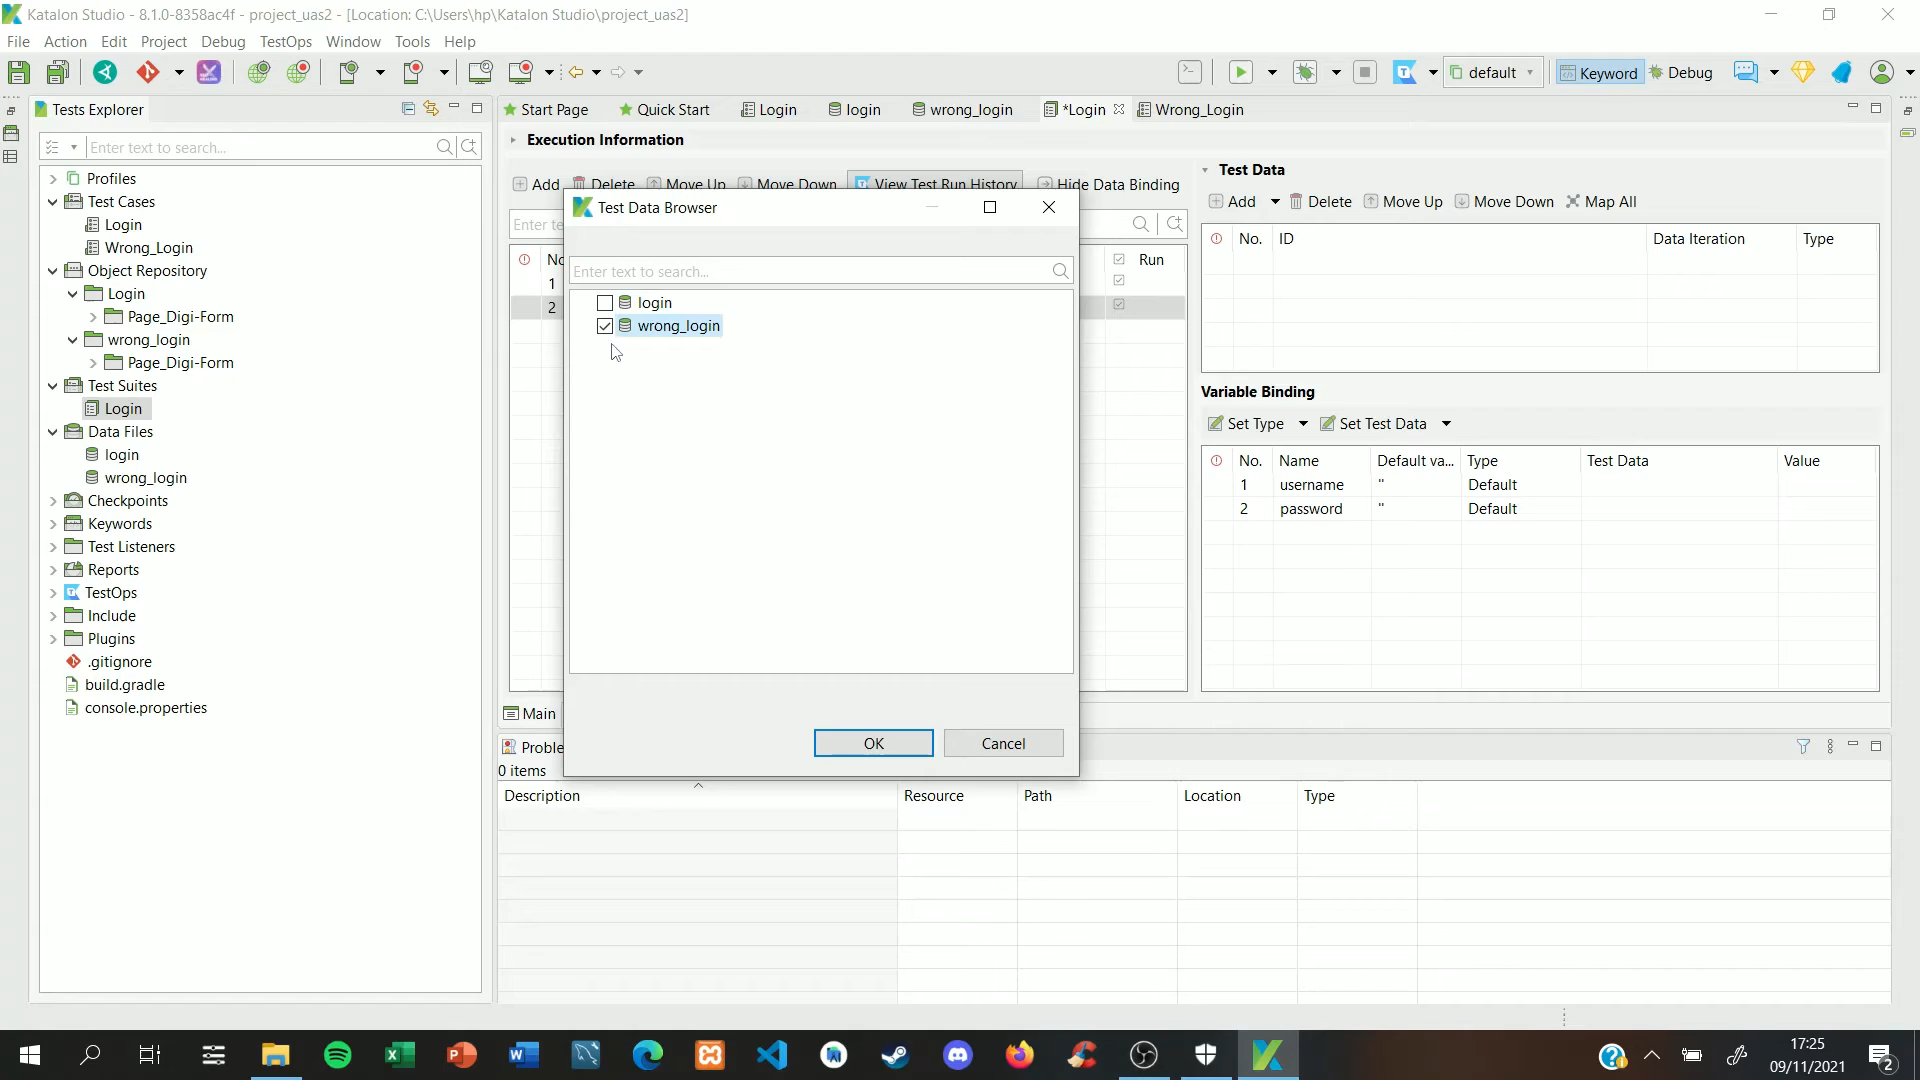 Katalon Studio - 8.1.0-8358ac4f - project_uas2 - [Location: C:\Users\hp\Katalon Studio\project_uas2]
File Action Edit Project Debug TestOps Window Tools Help
default Keyword Debug
Tests Explorer
Start Page Quick Start Login login wrong_login *Login Wrong_Login
Enter text to search...
Profiles
Test Cases
Login
Wrong_Login
Object Repository
Login
Page_Digi-Form
wrong_login
Page_Digi-Form
Test Suites
Login
Data Files
login
wrong_login
Checkpoints
Keywords
Test Listeners
Reports
TestOps
Include
Plugins
.gitignore
build.gradle
console.properties
Execution Information
Add Delete Move Up Move Down View Test Run History Hide Data Binding
Enter te
No
Run
1
2
Test Data Browser
Enter text to search...
login
wrong_login
OK Cancel
Test Data
Add Delete Move Up Move Down Map All
No. ID Data Iteration Type
Variable Binding
Set Type Set Test Data
No. Name Default va... Type Test Data Value
1 username '' Default
2 password '' Default
Main
Proble
0 items
Description Resource Path Location Type
17:25
09/11/2021
2